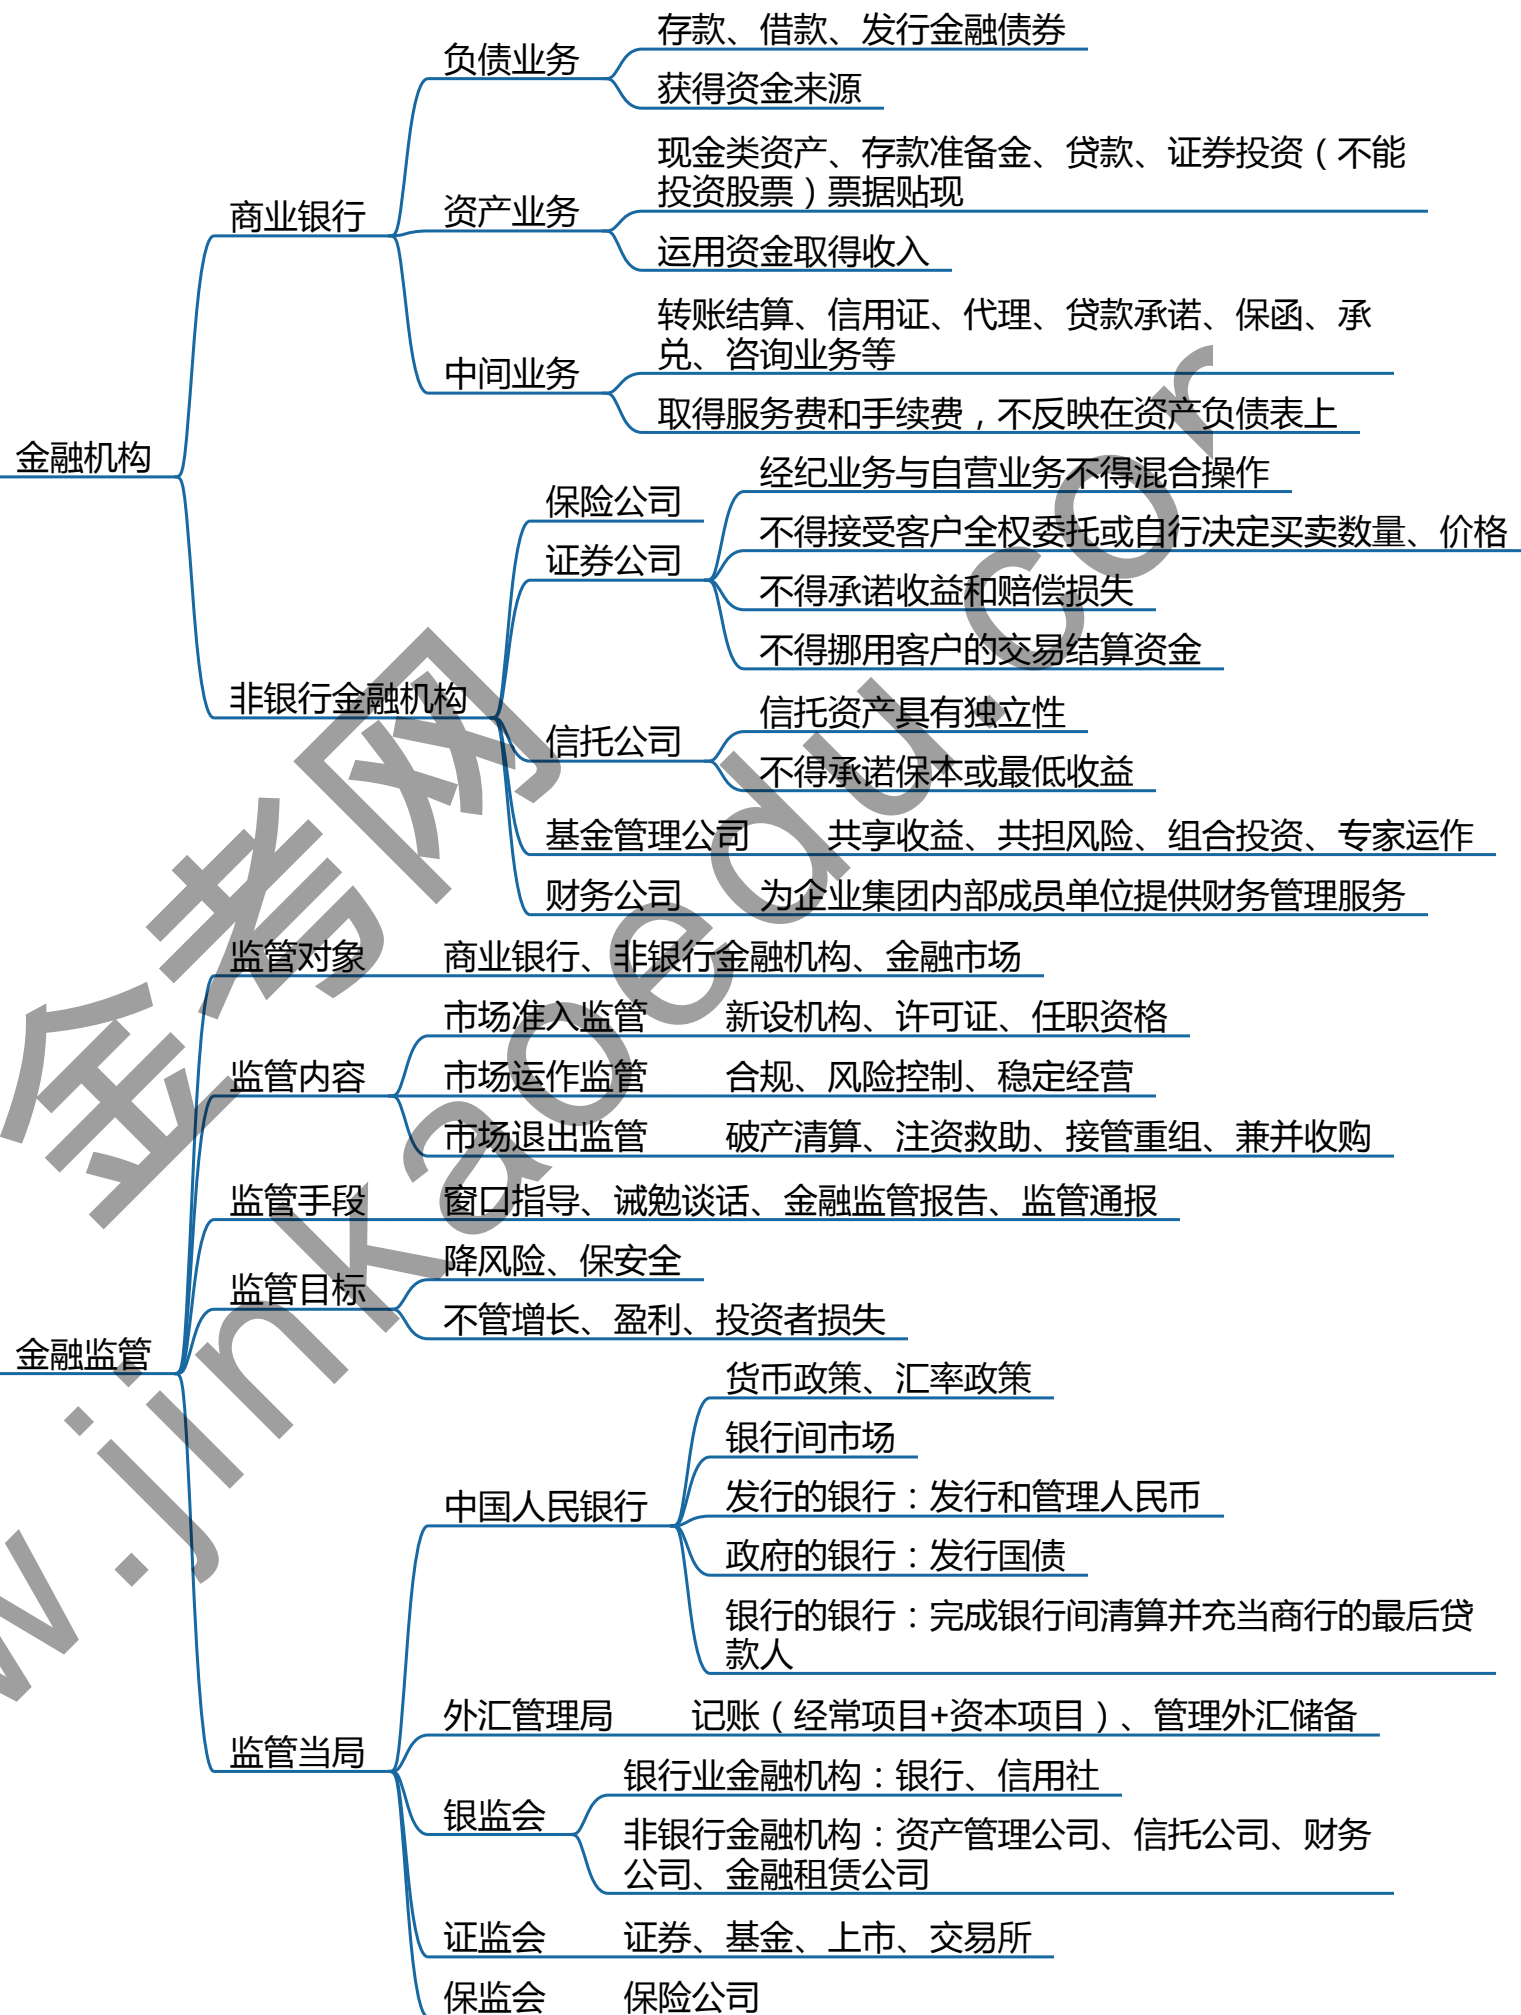 存款、借款、发行金融债券
负债业务
获得资金来源
现金类资产、存款准备金、贷款、证券投资（不能
投资股票）票据贴现
商业银行
资产业务
运用资金取得收入
转账结算、信用证、代理、贷款承诺、保函、承
兑、咨询业务等
中间业务
取得服务费和手续费，不反映在资产负债表上
金融机构
经纪业务与自营业务不得混合操作
保险公司
不得接受客户全权委托或自行决定买卖数量、价格
证券公司
不得承诺收益和赔偿损失
不得挪用客户的交易结算资金
非银行金融机构
信托资产具有独立性
信托公司
不得承诺保本或最低收益
基金管理公司 共享收益、共担风险、组合投资、专家运作
财务公司 为企业集团内部成员单位提供财务管理服务
监管对象 商业银行、非银行金融机构、金融市场
市场准入监管 新设机构、许可证、任职资格
监管内容 市场运作监管 合规、风险控制、稳定经营
市场退出监管 破产清算、注资救助、接管重组、兼并收购
监管手段 窗口指导、诫勉谈话、金融监管报告、监管通报
降风险、保安全
监管目标
不管增长、盈利、投资者损失
金融监管
货币政策、汇率政策
银行间市场
发行的银行：发行和管理人民币
中国人民银行
政府的银行：发行国债
银行的银行：完成银行间清算并充当商行的最后贷
款人
外汇管理局 记账（经常项目+资本项目）、管理外汇储备
监管当局
银行业金融机构：银行、信用社
银监会
非银行金融机构：资产管理公司、信托公司、财务
公司、金融租赁公司
证监会 证券、基金、上市、交易所
保监会 保险公司
金考网
w.jinkaoedu.cor